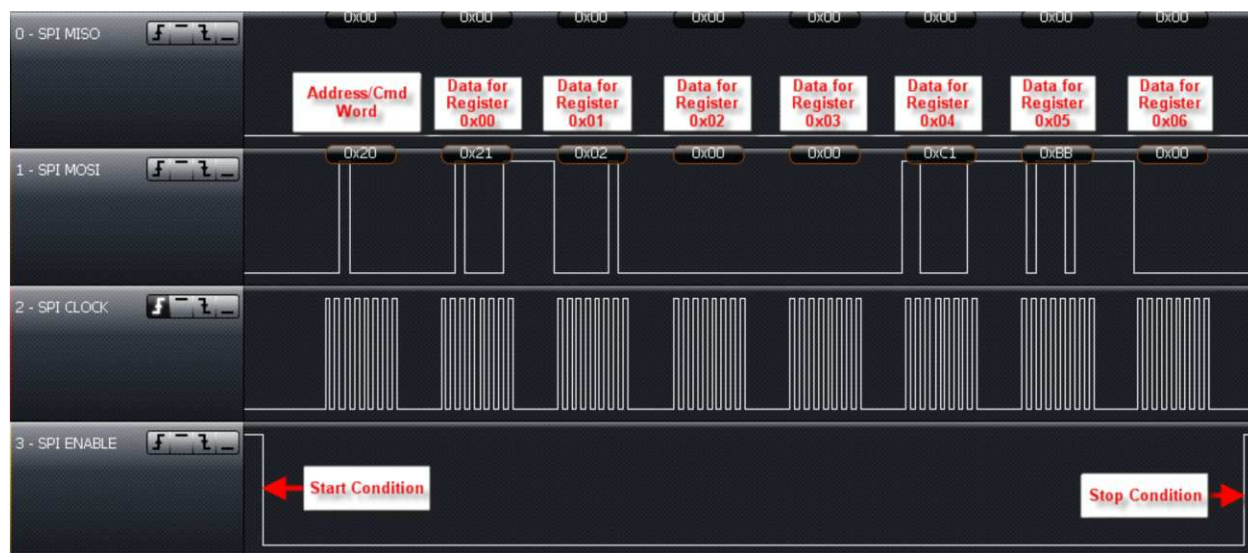 0x00 0x00 0x00 0x00 0x00 0x00 0x00 0x00
0 - SPI MISO
Address/Cmd
Word
Data for
Register
0x00
Data for
Register
0x01
Data for
Register
0x02
Data for
Register
0x03
Data for
Register
0x04
Data for
Register
0x05
Data for
Register
0x06
0x20 0x21 0x02 0x00 0x00 0xC1 0xBB 0x00
1 - SPI MOSI
2 - SPI CLOCK
3 - SPI ENABLE
Start Condition
Stop Condition